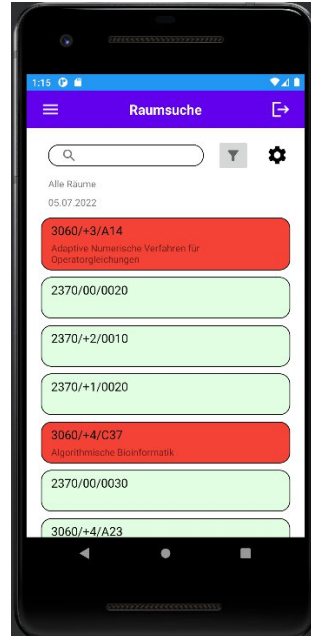 1:15
Raumsuche
Alle Räume
05.07.2022
3060/+3/A14
Adaptive Numerische Verfahren für
Operatorgleichungen
2370/00/0020
2370/+2/0010
2370/+1/0020
3060/+4/C37
Algorithmische Bioinformatik
2370/00/0030
3060/+4/A23